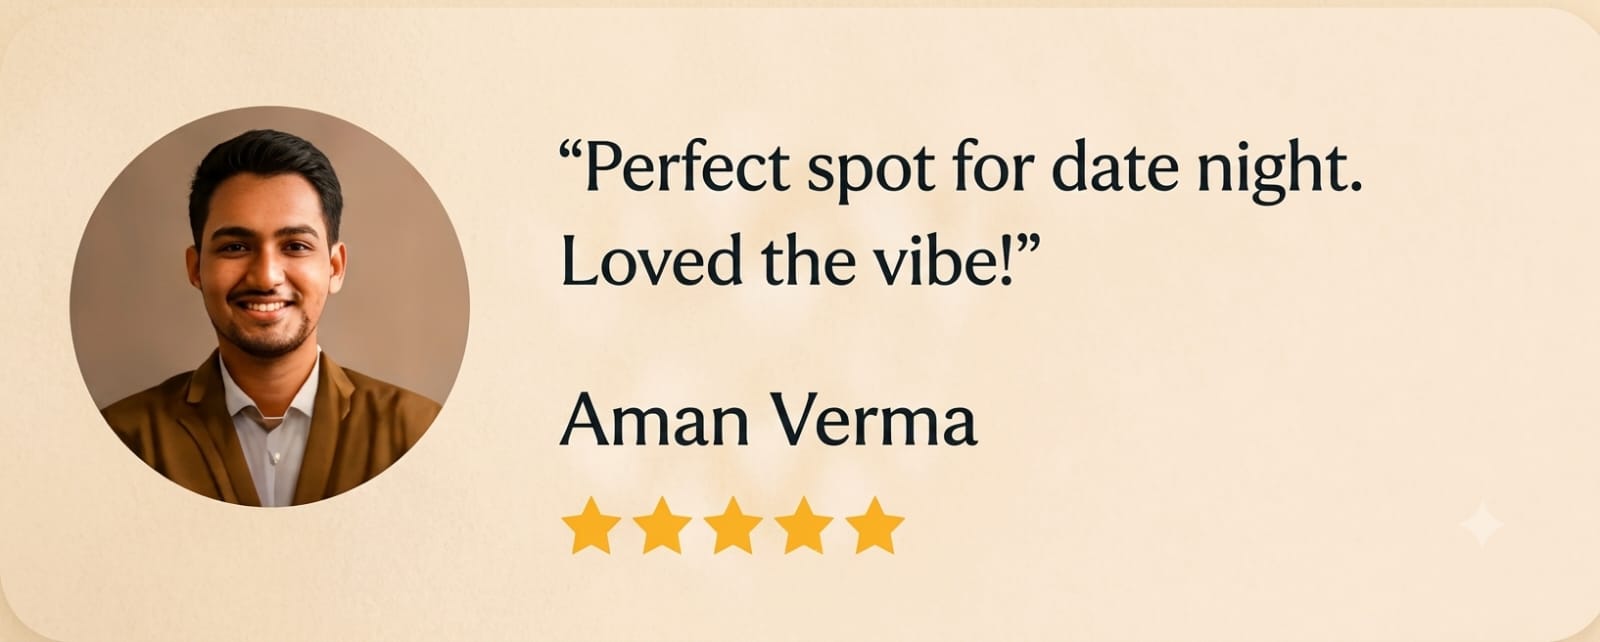 “Perfect spot for date night.
Loved the vibe!”
Aman Verma